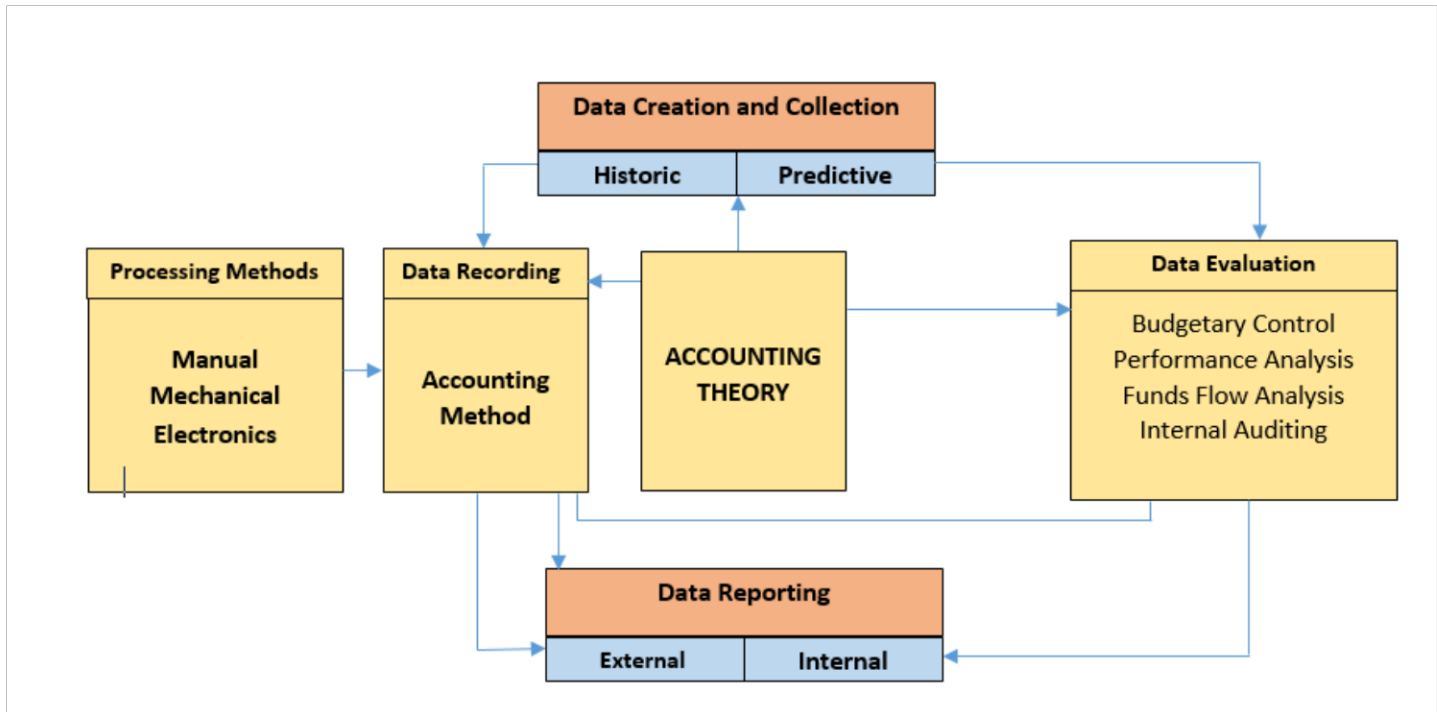 Data Creation and Collection
Historic
Predictive
Processing Methods
Manual
Mechanical
Electronics
Data Recording
Accounting
Method
ACCOUNTING
THEORY
Data Evaluation
Budgetary Control
Performance Analysis
Funds Flow Analysis
Internal Auditing
Data Reporting
External
Internal